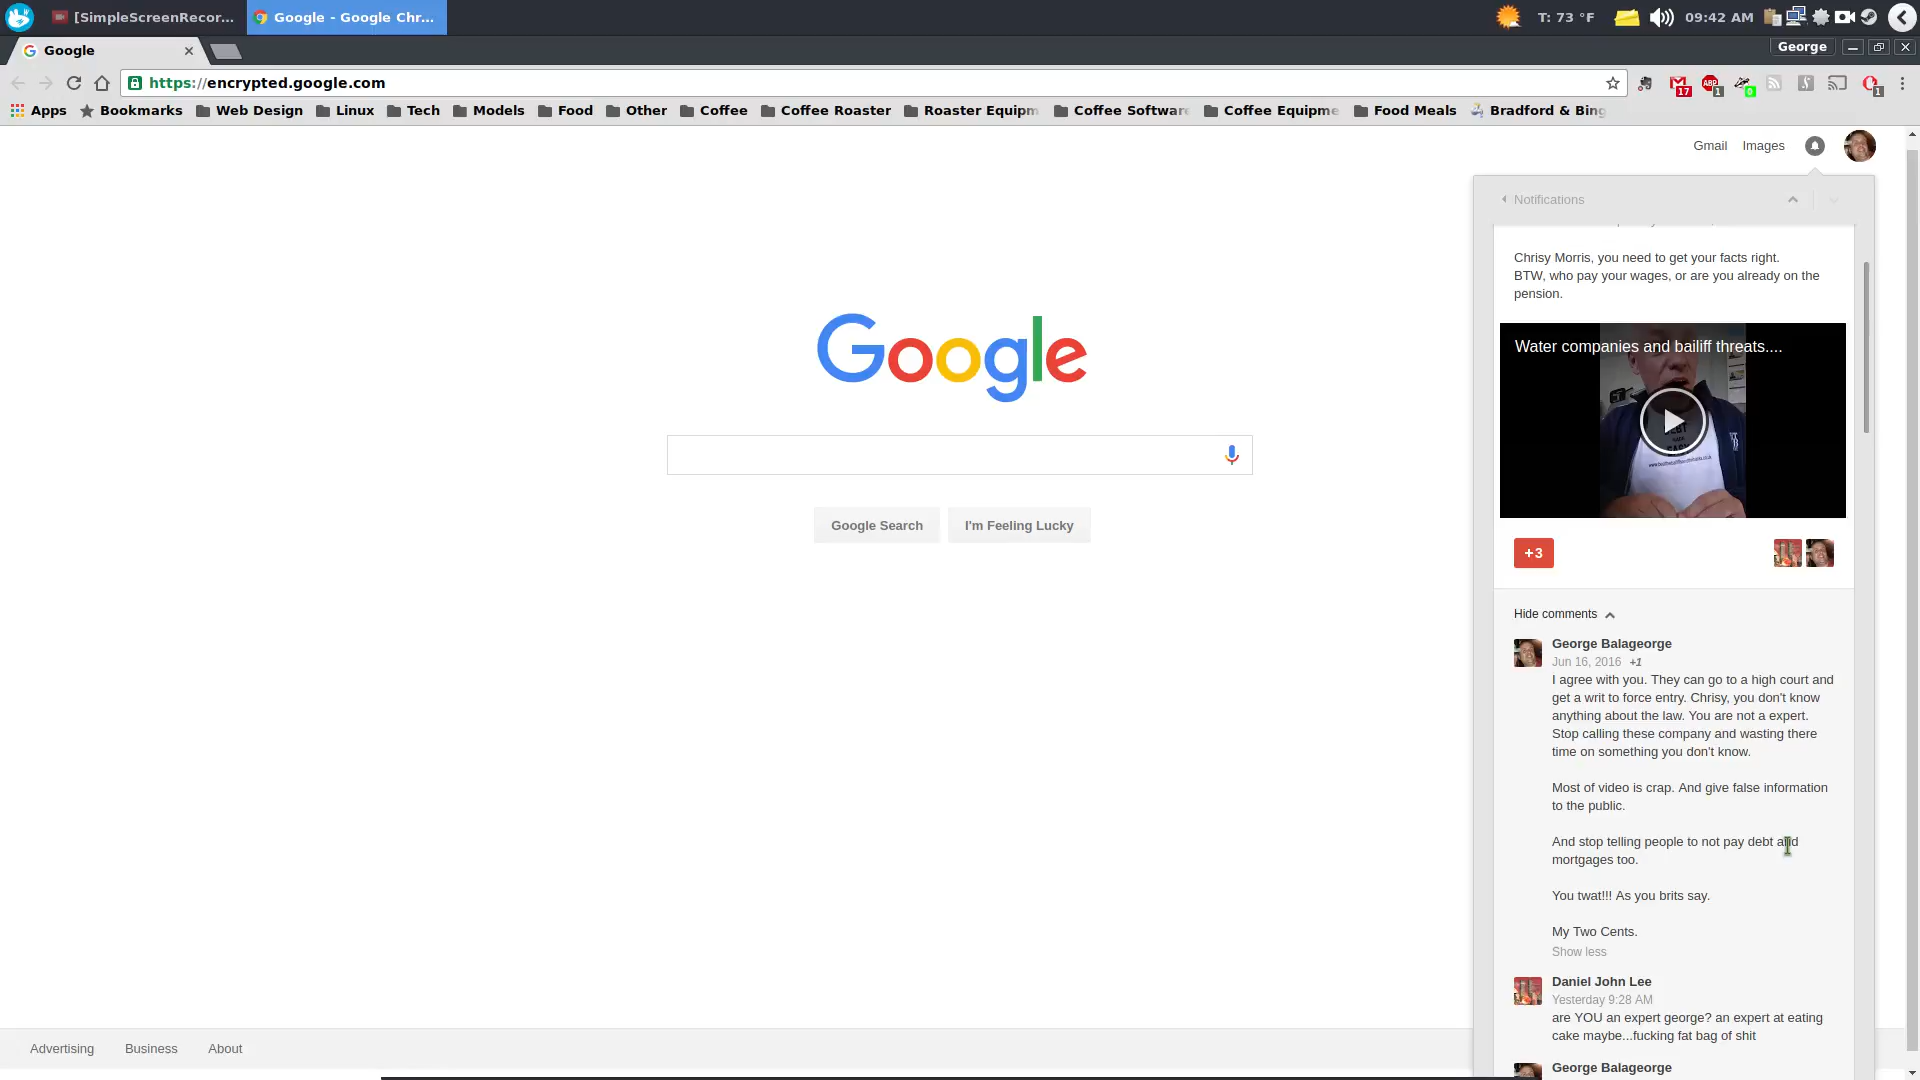 [SimpleScreenRecor...
Google - Google Chr...
T: 73 °F
09:42 AM
Google
George
https://encrypted.google.com
17
ABP
1
0
1
Apps
Bookmarks
Web Design
Linux
Tech
Models
Food
Other
Coffee
Coffee Roaster
Roaster Equipm
Coffee Software
Coffee Equipme
Food Meals
Bradford & Bing
Gmail
Images
Notifications
Chrisy Morris, you need to get your facts right.
BTW, who pay your wages, or are you already on the
pension.
Water companies and bailiff threats....
+3
Google
Google Search
I'm Feeling Lucky
Hide comments
George Balageorge
Jun 16, 2016 +1
I agree with you. They can go to a high court and
get a writ to force entry. Chrisy, you don't know
anything about the law. You are not a expert.
Stop calling these company and wasting there
time on something you don't know.
Most of video is crap. And give false information
to the public.
And stop telling people to not pay debt and
mortgages too.
You twat!!! As you brits say.
My Two Cents.
Show less
Daniel John Lee
Yesterday 9:28 AM
are YOU an expert george? an expert at eating
cake maybe...fucking fat bag of shit
George Balageorge
Advertising
Business
About